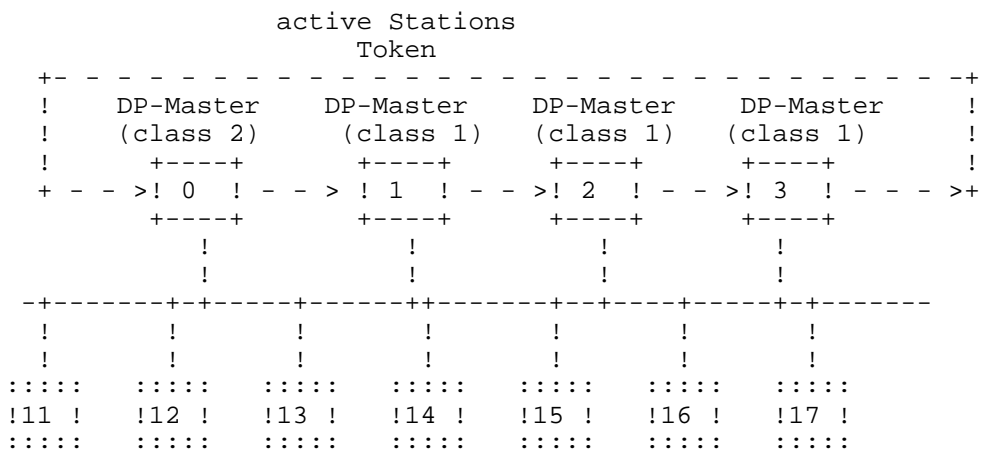 active Stations
Token
+- - - - - - - - - - - - - - - - - - - - - - - - - - - - -+
! DP-Master DP-Master DP-Master DP-Master !
! (class 2) (class 1) (class 1) (class 1) !
! +----+ +----+ +----+ +----+ !
+ - - >! 0 ! - - > ! 1 ! - - >! 2 ! - - >! 3 ! - - - >+
+----+ +----+ +----+ +----+
! ! ! !
! ! ! !
-+-------+-+-----+------++-------+--+----+-----+-+-------
! ! ! ! ! ! !
! ! ! ! ! ! !
::::: ::::: ::::: ::::: ::::: ::::: :::::
!11 ! !12 ! !13 ! !14 ! !15 ! !16 ! !17 !
::::: ::::: ::::: ::::: ::::: ::::: :::::